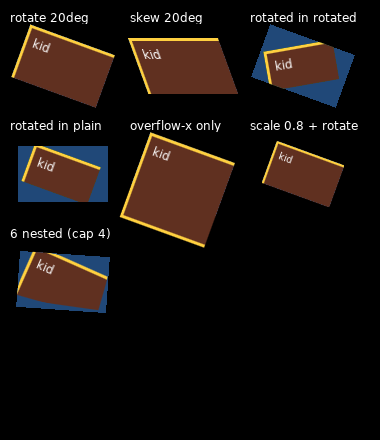 rotate 20deg
skew 20deg
rotated in rotated
kid
kid
kid
rotated in plain
overflow-x only
scale 0.8 + rotate
kid
kid
kid
6 nested (cap 4)
kid